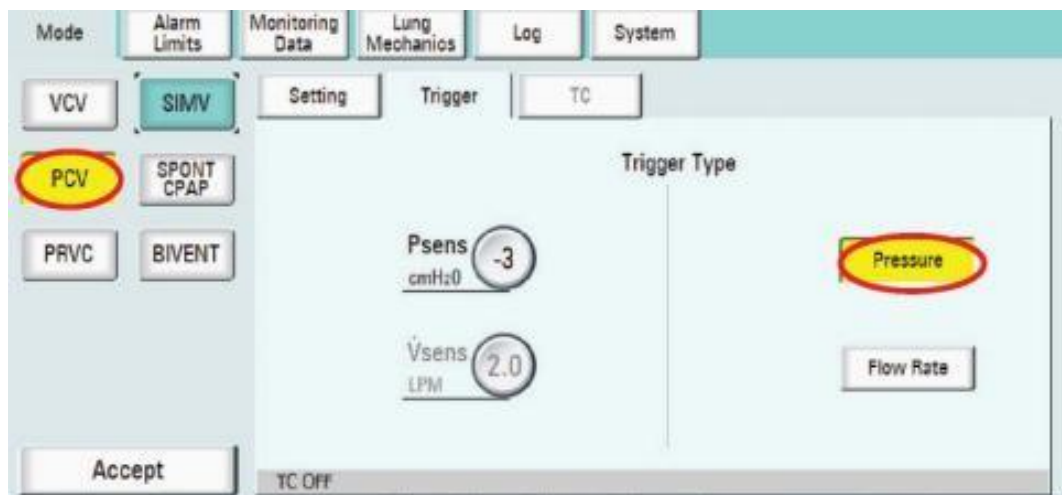 Mode
Alarm
Limits
Monitoring
Data
Lung
Mechanics
Log
System
VCV
SIMV
Setting
Trigger
TC
PCV
SPONT
CPAP
Trigger Type
PRVC
BIVENT
Psens
cmH20
-3
Pressure
V̇sens
LPM
2.0
Flow Rate
Accept
TC OFF